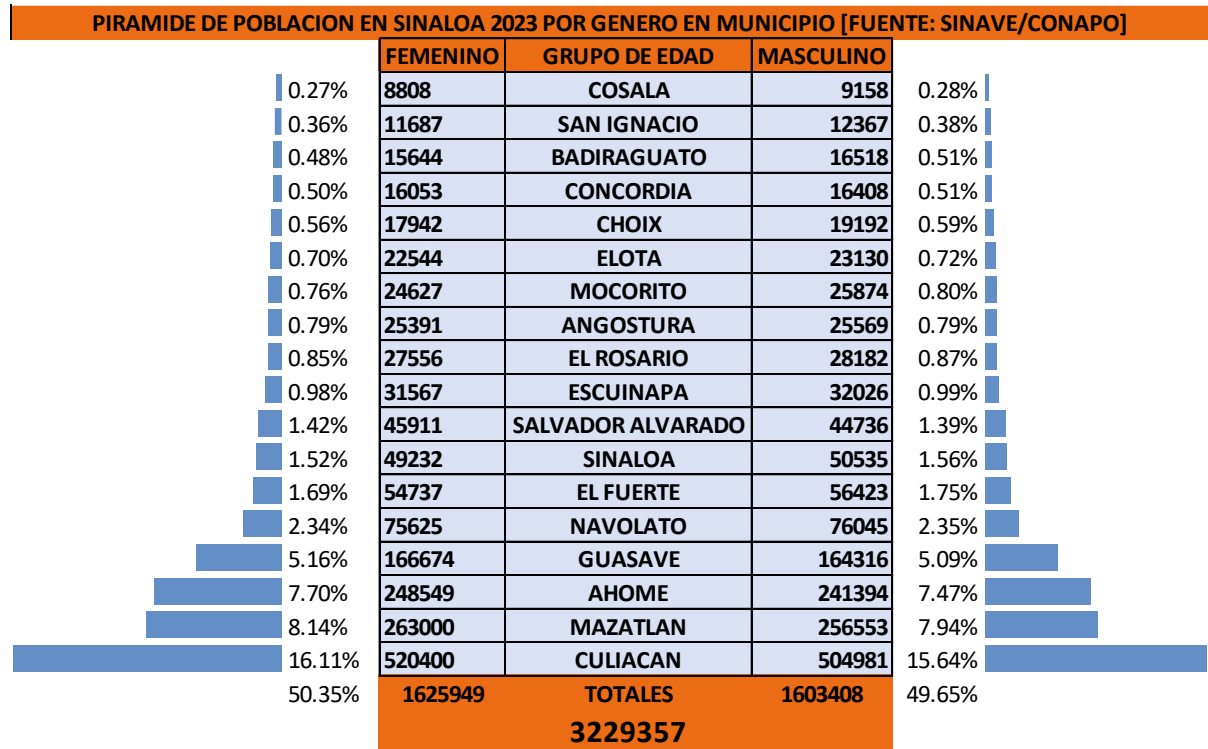 PIRAMIDE DE POBLACION EN SINALOA 2023 POR GENERO EN MUNICIPIO [FUENTE: SINAVE/CONAPO]
FEMENINO GRUPO DE EDAD MASCULINO
0.27% 8808 COSALA 9158 0.28%
0.36% 11687 SAN IGNACIO 12367 0.38%
0.48% 15644 BADIRAGUATO 16518 0.51%
0.50% 16053 CONCORDIA 16408 0.51%
0.56% 17942 CHOIX 19192 0.59%
0.70% 22544 ELOTA 23130 0.72%
0.76% 24627 MOCORITO 25874 0.80%
0.79% 25391 ANGOSTURA 25569 0.79%
0.85% 27556 EL ROSARIO 28182 0.87%
0.98% 31567 ESCUINAPA 32026 0.99%
1.42% 45911 SALVADOR ALVARADO 44736 1.39%
1.52% 49232 SINALOA 50535 1.56%
1.69% 54737 EL FUERTE 56423 1.75%
2.34% 75625 NAVOLATO 76045 2.35%
5.16% 166674 GUASAVE 164316 5.09%
7.70% 248549 AHOME 241394 7.47%
8.14% 263000 MAZATLAN 256553 7.94%
16.11% 520400 CULIACAN 504981 15.64%
50.35% 1625949 TOTALES 1603408 49.65%
3229357